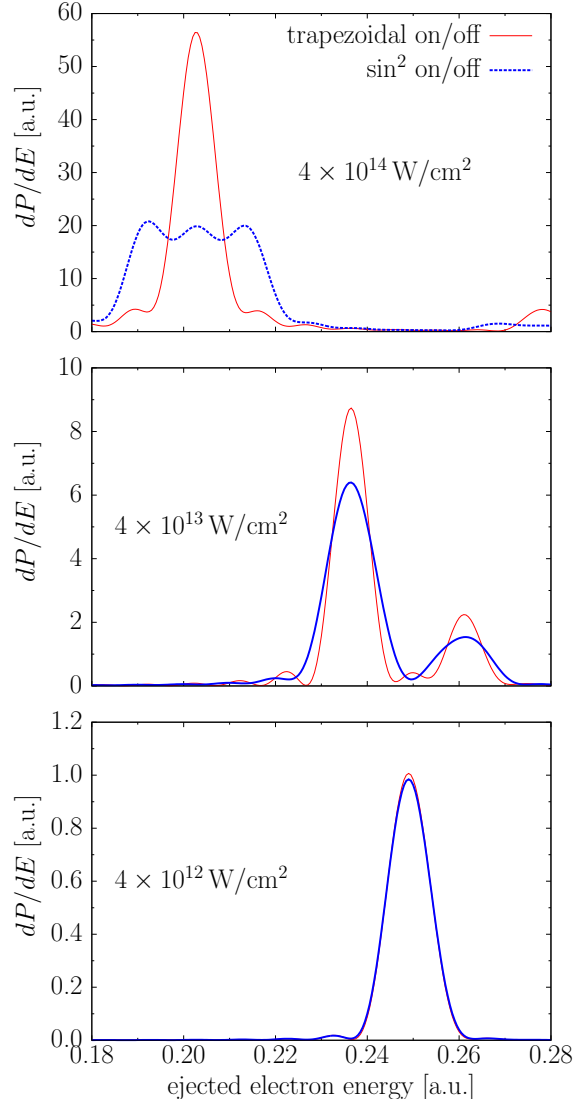 60
50
40
30
20
10
0
dP/dE [a.u.]
trapezoidal on/off
sin² on/off
4 × 10¹⁴ W/cm²
10
8
6
4
2
0
dP/dE [a.u.]
4 × 10¹³ W/cm²
1.2
1.0
0.8
0.6
0.4
0.2
0.0
dP/dE [a.u.]
4 × 10¹² W/cm²
0.18 0.20 0.22 0.24 0.26 0.28
ejected electron energy [a.u.]